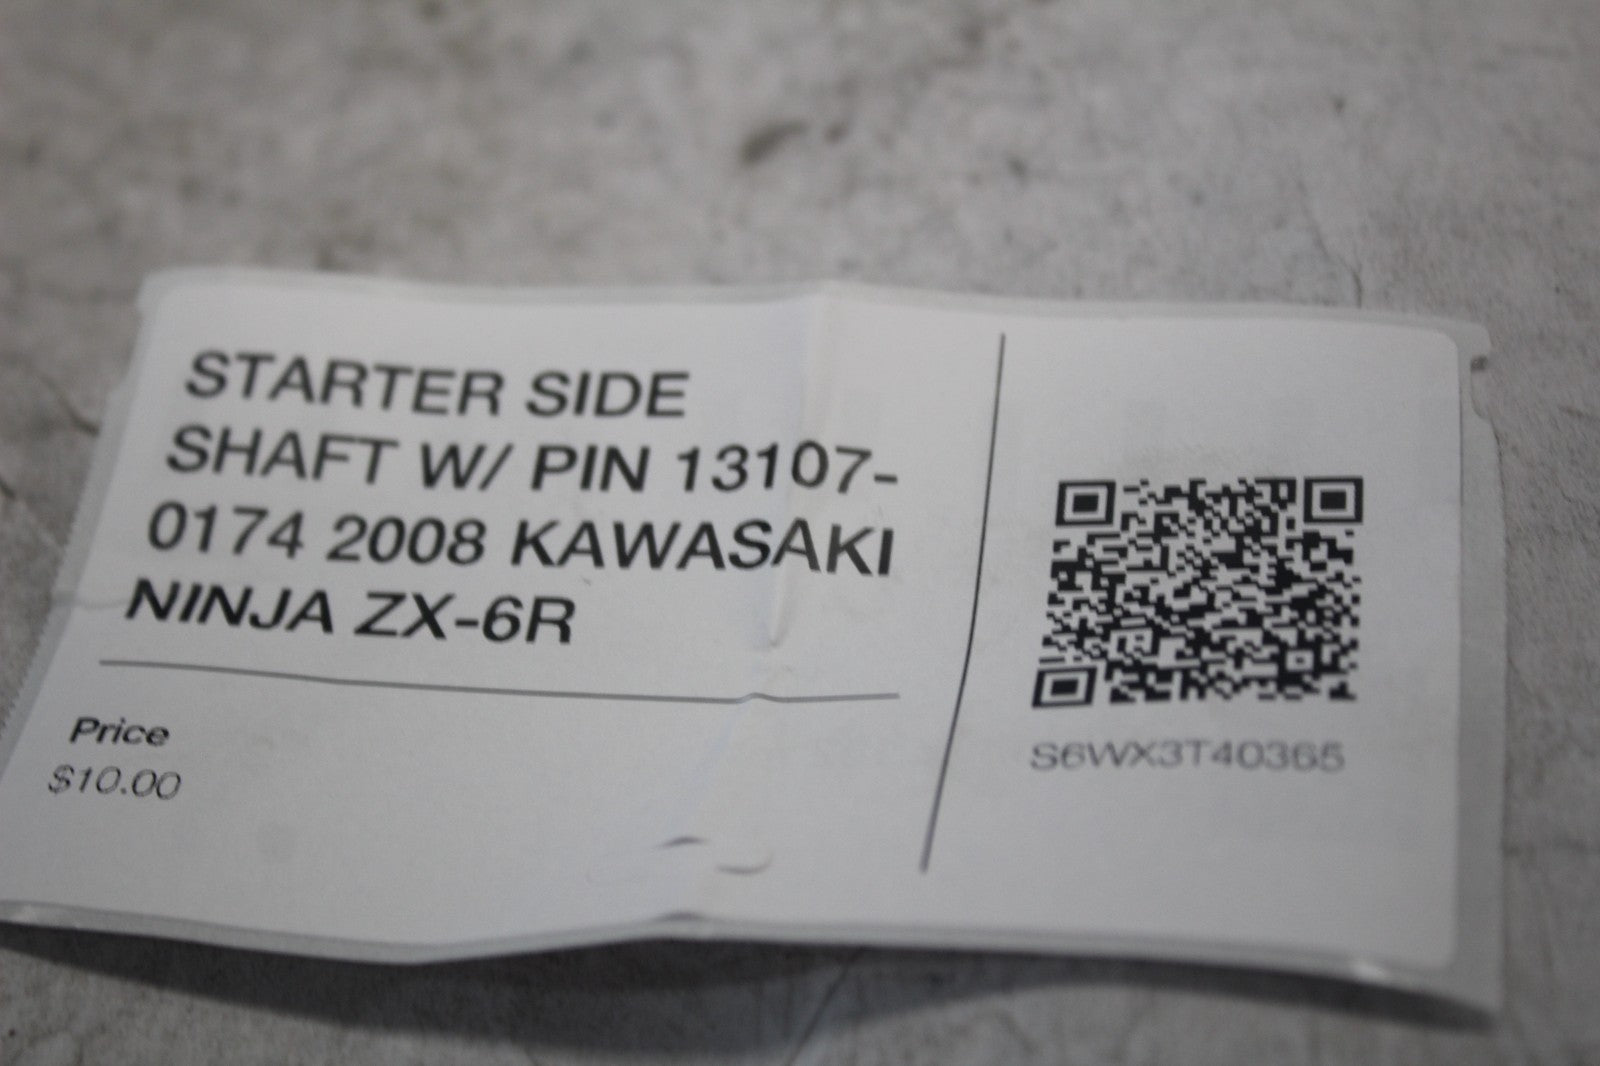 STARTER SIDE
SHAFT W/ PIN 13107-
0174 2008 KAWASAKI
NINJA ZX-6R
Price
$10.00
S6WX3T40365